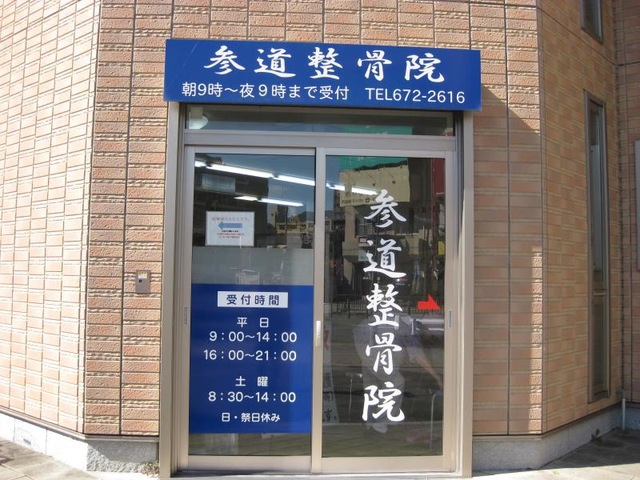 参道整骨院
朝9時～夜9時まで受付 TEL672-2616
受付時間
平日
9：00～14：00
16：00～21：00
土曜
8：30～14：00
日・祭日休み
参道整骨院